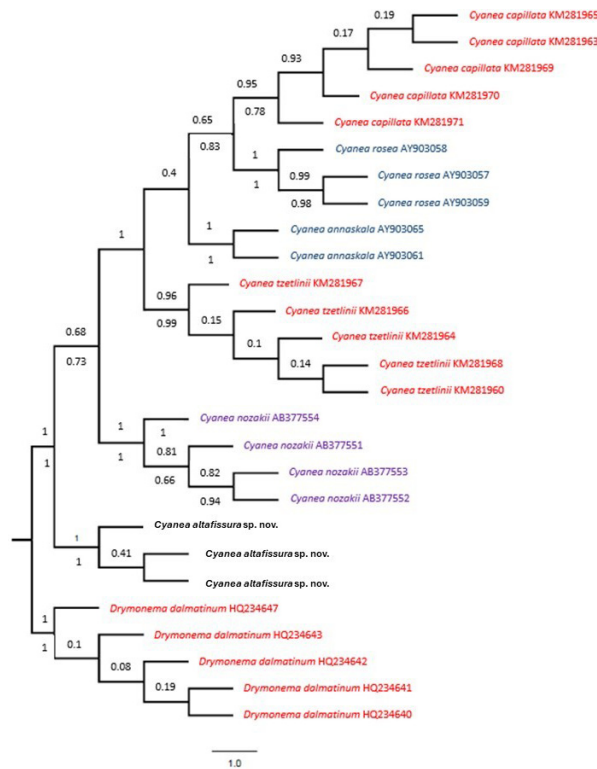 0.19
Cyanea capillata KM281965
0.17
Cyanea capillata KM281963
0.93
Cyanea capillata KM281969
0.95
Cyanea capillata KM281970
0.78
0.65
Cyanea capillata KM281971
0.83
Cyanea rosea AY903058
1
0.4
0.99
Cyanea rosea AY903057
1
0.98
Cyanea rosea AY903059
1
Cyanea annaskala AY903065
1
1
Cyanea annaskala AY903061
Cyanea tzetlinii KM281967
0.96
0.15
Cyanea tzetlinii KM281966
0.99
0.1
Cyanea tzetlinii KM281964
0.68
0.14
Cyanea tzetlinii KM281968
0.73
Cyanea tzetlinii KM281960
Cyanea nozakii AB377554
1
1
0.81
Cyanea nozakii AB377551
1
1
0.66
0.82
Cyanea nozakii AB377553
1
0.94
Cyanea nozakii AB377552
Cyanea altafissura sp. nov.
1
0.41
Cyanea altafissura sp. nov.
1
Cyanea altafissura sp. nov.
Drymonema dalmatinum HQ234647
1
0.1
Drymonema dalmatinum HQ234643
1
0.08
Drymonema dalmatinum HQ234642
0.19
Drymonema dalmatinum HQ234641
Drymonema dalmatinum HQ234640
1.0